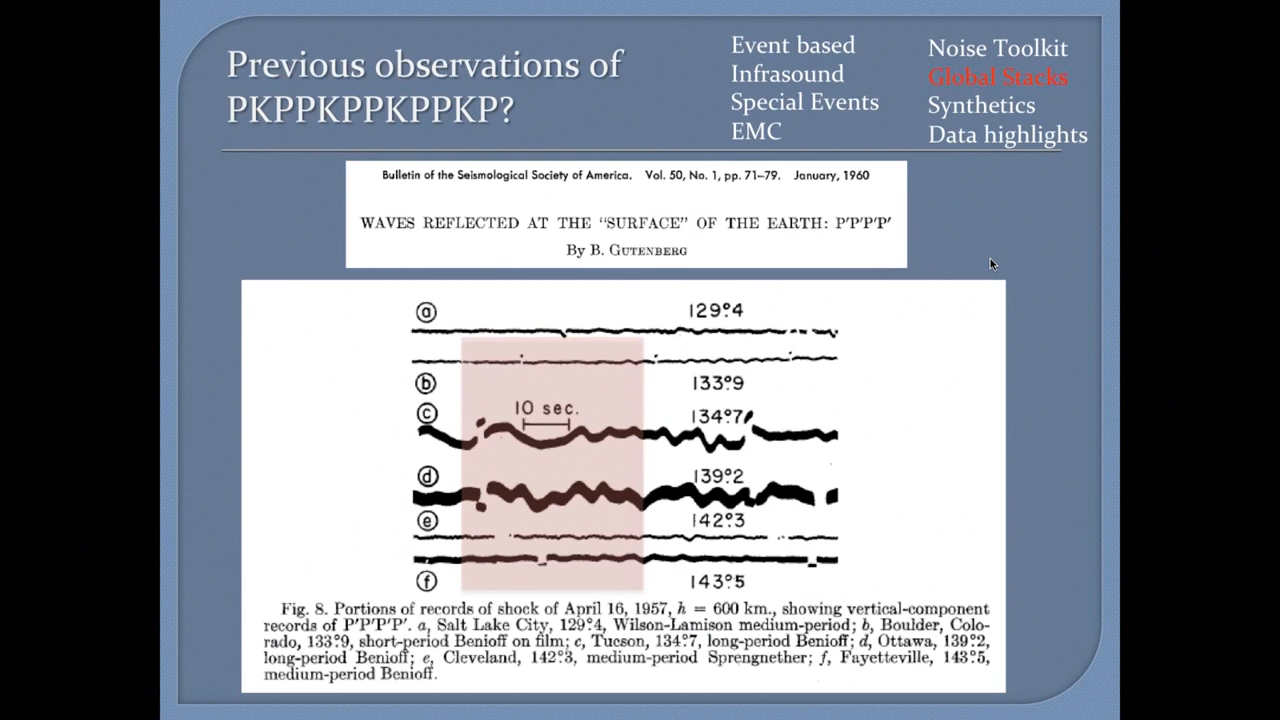 Previous observations of
PKPPKPPKPPKP?
Event based
Infrasound
Special Events
EMC
Noise Toolkit
Global Stacks
Synthetics
Data highlights
Bulletin of the Seismological Society of America. Vol. 50, No. 1, pp. 71–79. January, 1960
WAVES REFLECTED AT THE "SURFACE" OF THE EARTH: P'P'P'P'
By B. GUTENBERG
a 129°.4
b 133°.9
c 10 sec. 134°.7
d 139°.2
e 142°.3
f 143°.5
Fig. 8. Portions of records of shock of April 16, 1957, h = 600 km., showing vertical-component
records of P'P'P'P'. a, Salt Lake City, 129°.4, Wilson-Lamison medium-period; b, Boulder, Colo-
rado, 133°.9, short-period Benioff on film; c, Tucson, 134°.7, long-period Benioff; d, Ottawa, 139°.2,
long-period Benioff; e, Cleveland, 142°.3, medium-period Sprengnether; f, Fayetteville, 143°.5,
medium-period Benioff.